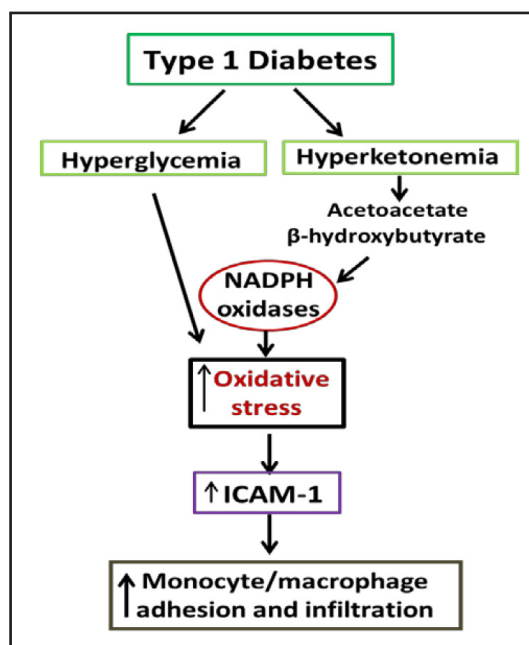 Type 1 Diabetes
Hyperglycemia
Hyperketonemia
Acetoacetate
β-hydroxybutyrate
NADPH
oxidases
↑Oxidative
stress
↑ICAM-1
↑Monocyte/macrophage
adhesion and infiltration